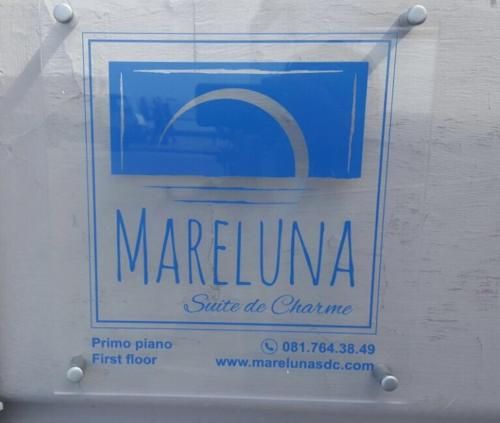 MARELUNA
Suite de Charme
Primo piano
First floor
081.764.38.49
www.marelunasdc.com